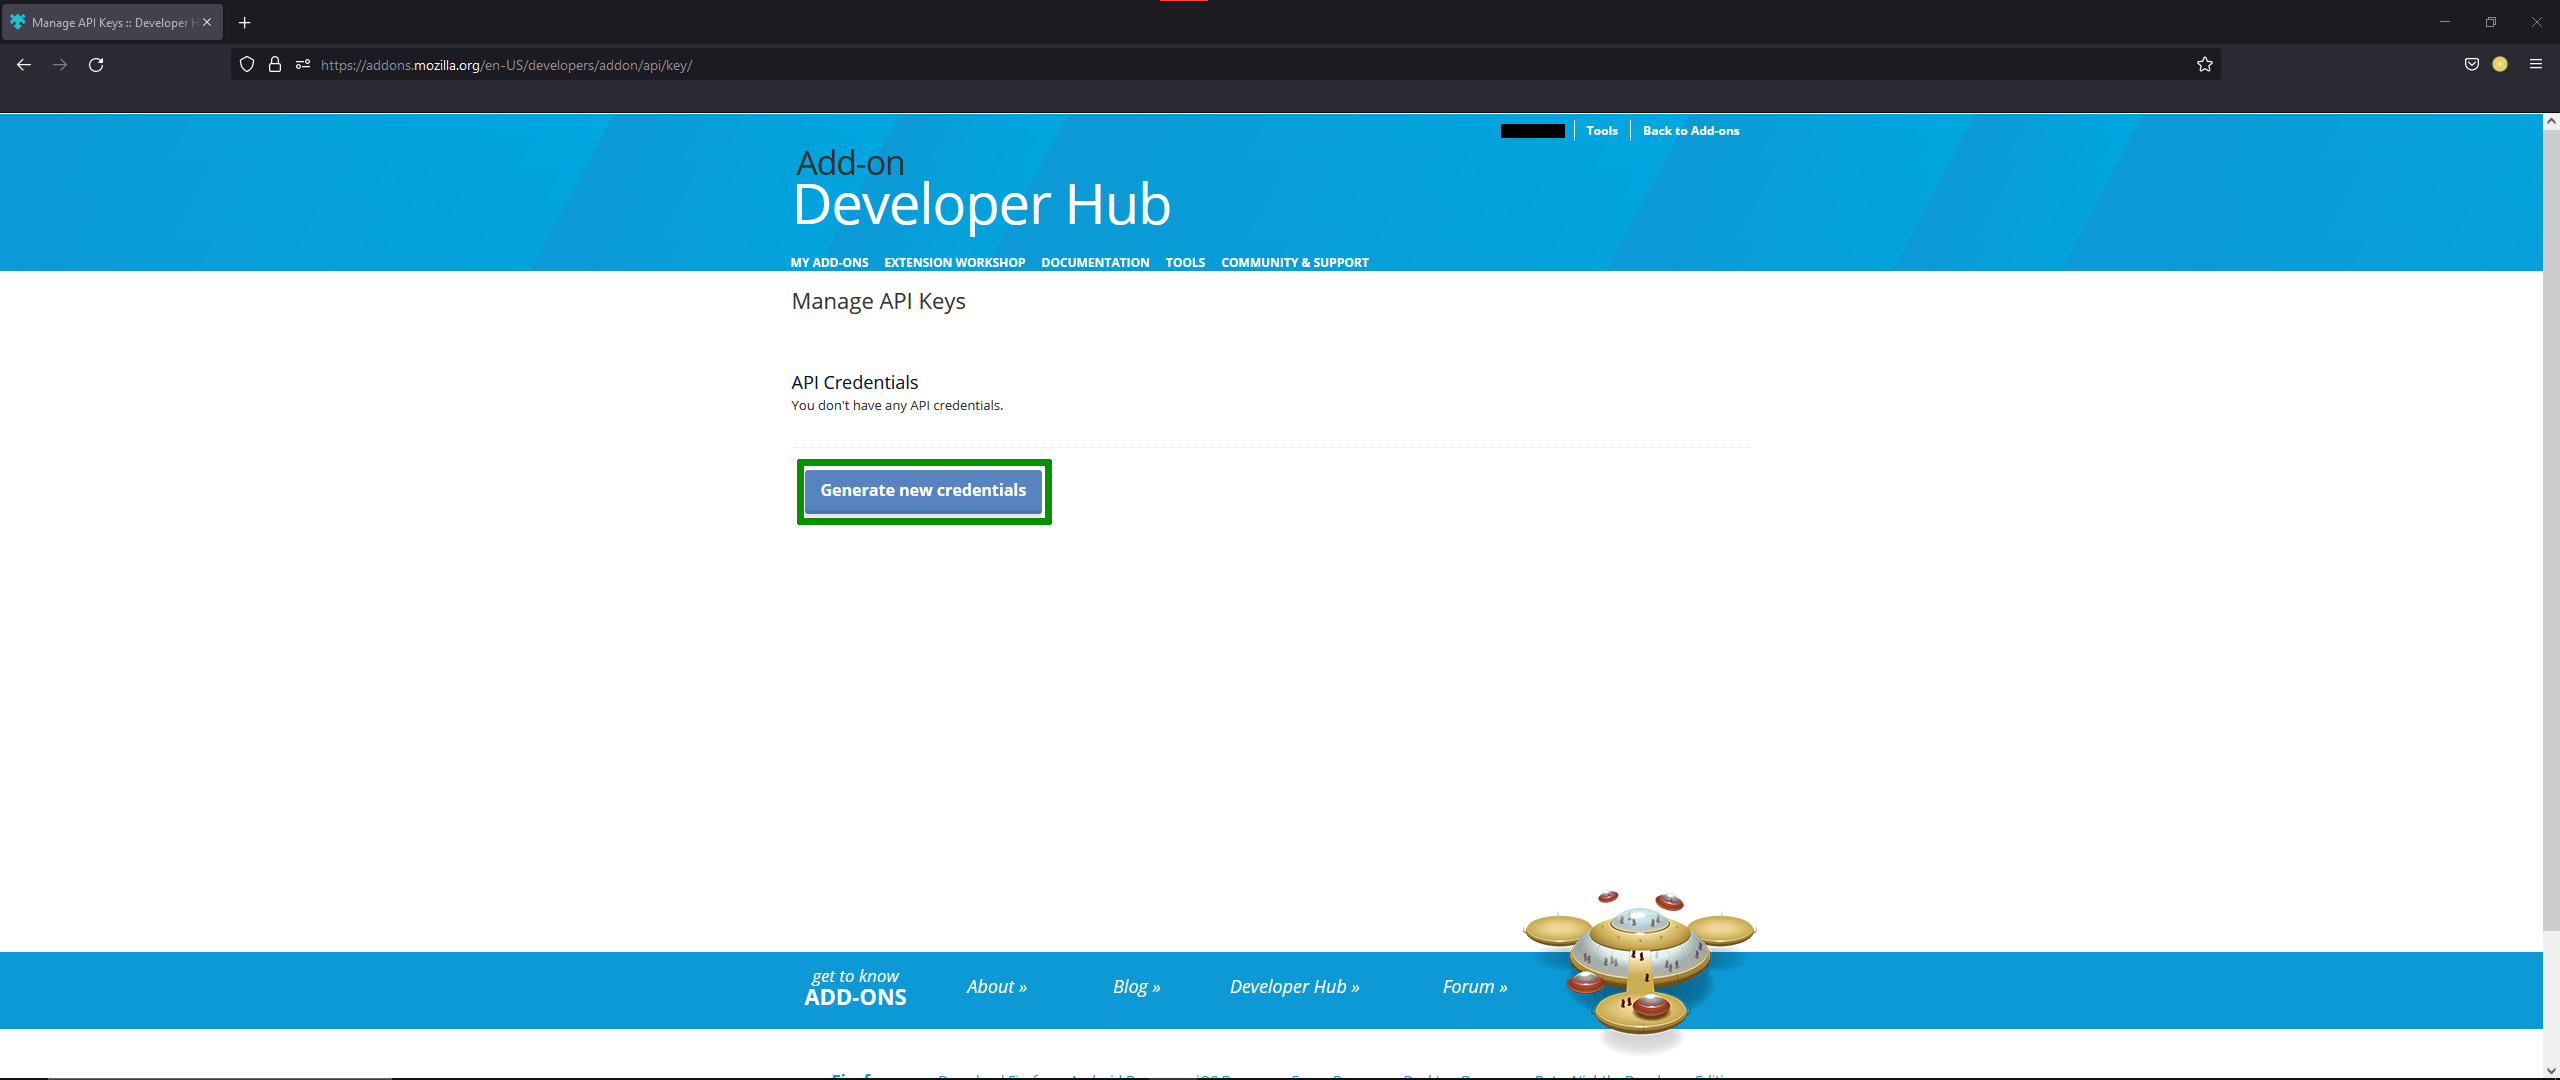 Manage API Keys :: Developer H
https://addons.mozilla.org/en-US/developers/addon/api/key/
Tools
Back to Add-ons
Add-on
Developer Hub
MY ADD-ONS EXTENSION WORKSHOP DOCUMENTATION TOOLS COMMUNITY & SUPPORT
Manage API Keys
API Credentials
You don't have any API credentials.
Generate new credentials
get to know
ADD-ONS
About »
Blog »
Developer Hub »
Forum »